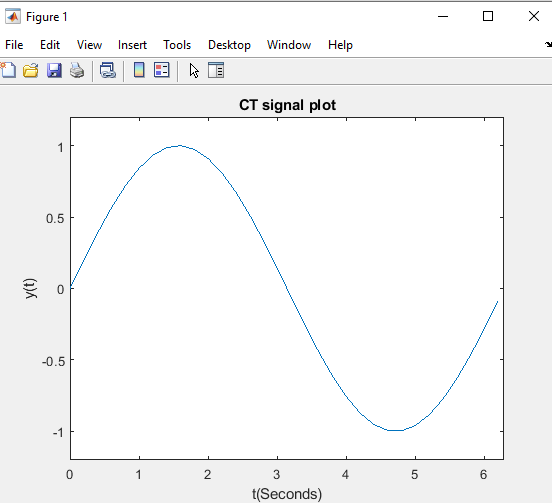 Figure 1
File Edit View Insert Tools Desktop Window Help
CT signal plot
1
0.5
0
-0.5
-1
y(t)
0 1 2 3 4 5 6
t(Seconds)